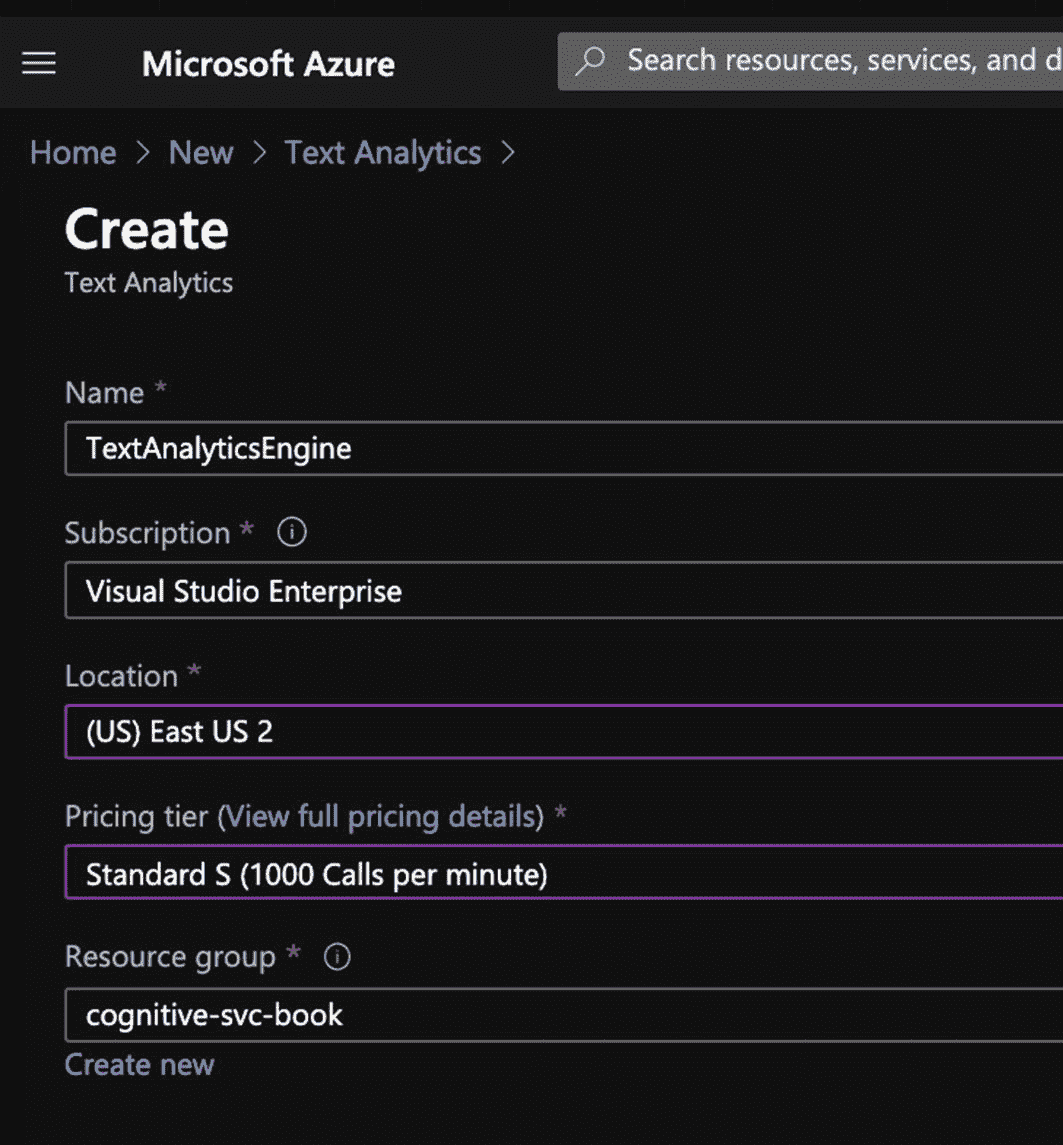 Microsoft Azure
Search resources, services, and d
Home > New > Text Analytics >
Create
Text Analytics
Name *
TextAnalyticsEngine
Subscription *
Visual Studio Enterprise
Location *
(US) East US 2
Pricing tier (View full pricing details) *
Standard S (1000 Calls per minute)
Resource group *
cognitive-svc-book
Create new